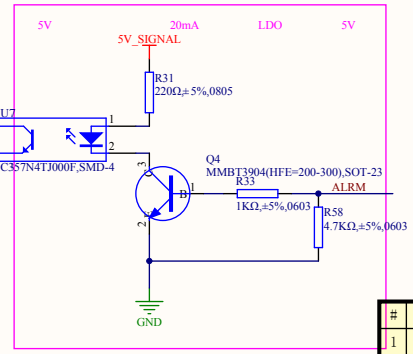 5V 20mA LDO 5V
5V_SIGNAL
R31
220Ω,±5%,0805
U7
1
2
C357N4TJ000F,SMD-4
Q4
MMBT3904(HFE=200-300),SOT-23
3
C
B
1
E
2
R33
1KΩ,±5%,0603
ALRM
R58
4.7KΩ,±5%,0603
GND
#
1